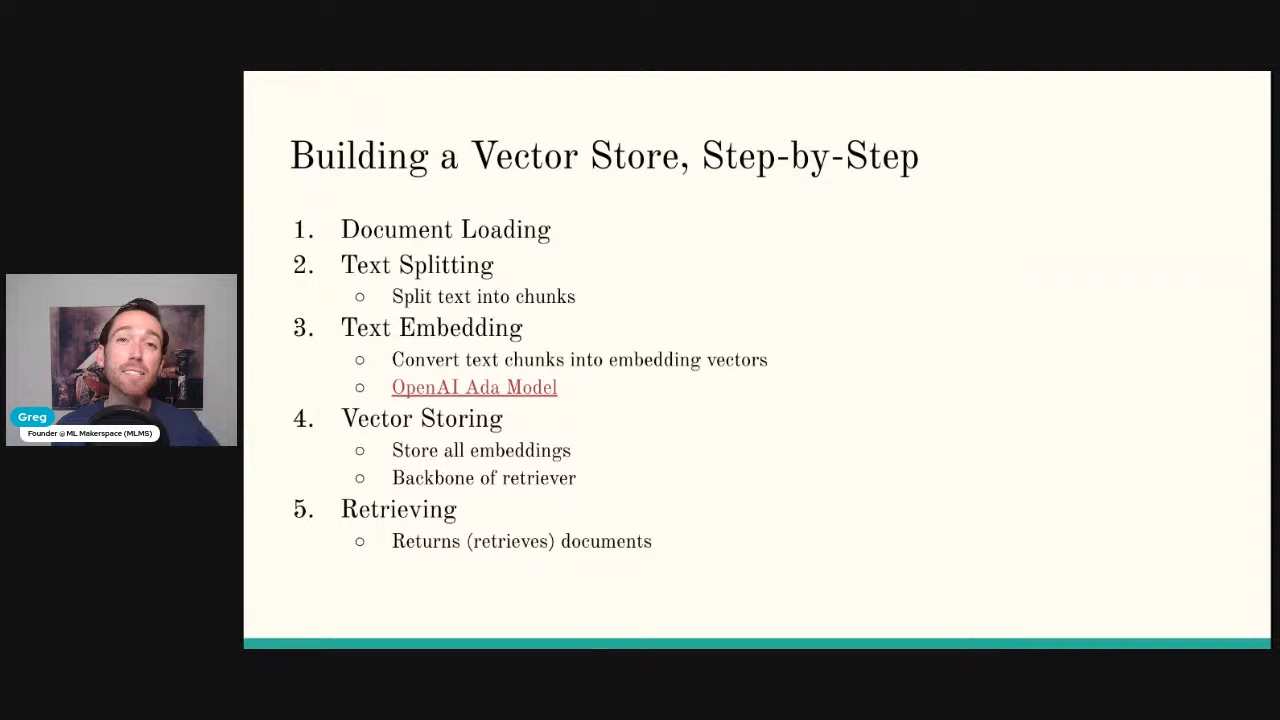 Building a Vector Store, Step-by-Step
1. Document Loading
2. Text Splitting
○ Split text into chunks
3. Text Embedding
○ Convert text chunks into embedding vectors
○ OpenAI Ada Model
4. Vector Storing
○ Store all embeddings
○ Backbone of retriever
5. Retrieving
○ Returns (retrieves) documents
Greg
Founder @ ML Makerspace (MLMS)